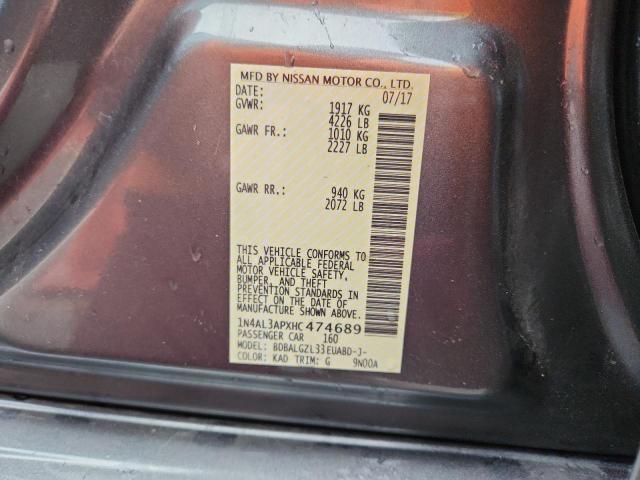 MFD BY NISSAN MOTOR CO., LTD.
DATE: 07/17
GVWR: 1917 KG
4226 LB
GAWR FR.: 1010 KG
2227 LB
GAWR RR.: 940 KG
2072 LB
THIS VEHICLE CONFORMS TO
ALL APPLICABLE FEDERAL
MOTOR VEHICLE SAFETY,
BUMPER, AND THEFT
PREVENTION STANDARDS IN
EFFECT ON THE DATE OF
MANUFACTURE SHOWN ABOVE.
1N4AL3APXHC474689
PASSENGER CAR 160
MODEL: BDBALGZL33EUABD-J-
COLOR: KAD TRIM: G 9N00A